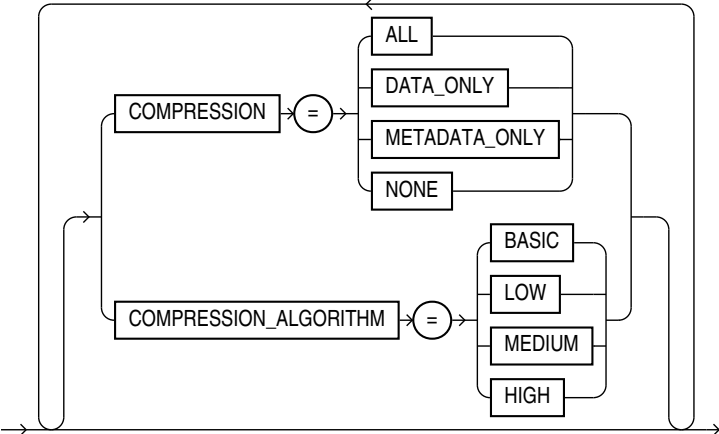 ALL
DATA_ONLY
COMPRESSION =
METADATA_ONLY
NONE
BASIC
LOW
COMPRESSION_ALGORITHM =
MEDIUM
HIGH